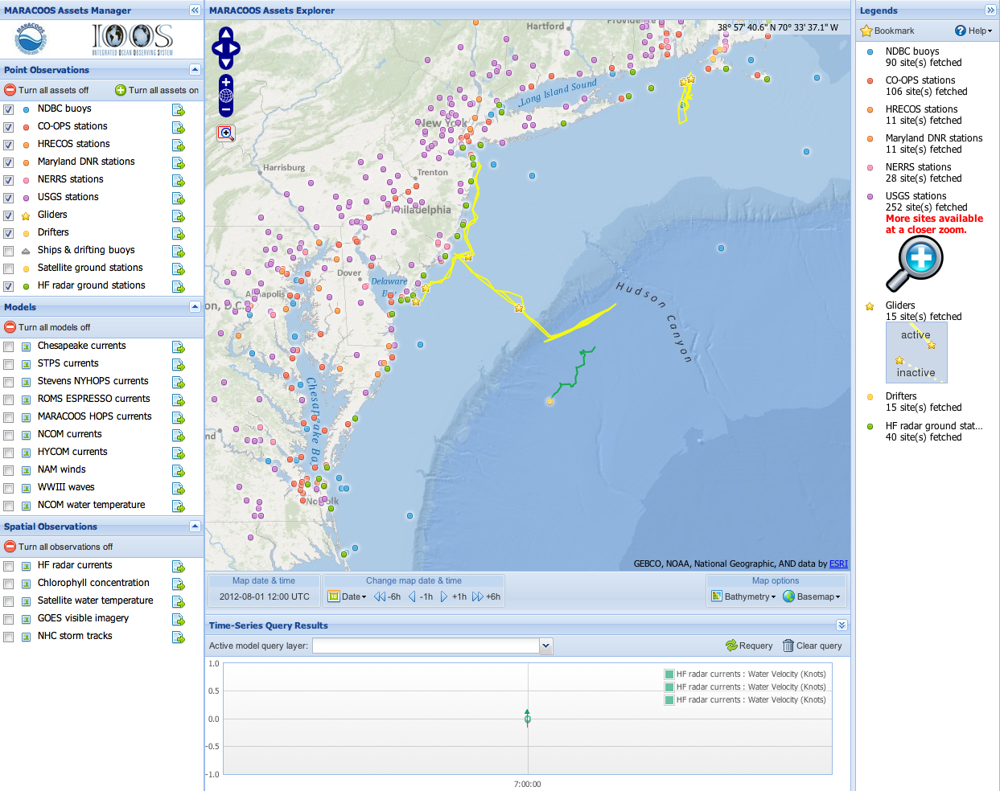 MARACOOS Assets Manager
MARACOOS
IOOS
INTEGRATED OCEAN OBSERVING SYSTEM
Point Observations
Turn all assets off
Turn all assets on
NDBC buoys
CO-OPS stations
HRECOS stations
Maryland DNR stations
NERRS stations
USGS stations
Gliders
Drifters
Ships & drifting buoys
Satellite ground stations
HF radar ground stations
Models
Turn all models off
Chesapeake currents
STPS currents
Stevens NYHOPS currents
ROMS ESPRESSO currents
MARACOOS HOPS currents
NCOM currents
HYCOM currents
NAM winds
WWIII waves
NCOM water temperature
Spatial Observations
Turn all observations off
HF radar currents
Chlorophyll concentration
Satellite water temperature
GOES visible imagery
NHC storm tracks
MARACOOS Assets Explorer
38° 57' 40.6" N 70° 33' 37.1" W
Hartford
Long Island Sound
New York
Harrisburg
Trenton
Philadelphia
Dover
Delaware
Bay
Annapolis
on, D.C.
Hudson Canyon
Chesapeake Ba
nd
Norfolk
GEBCO, NOAA, National Geographic, AND data by ESRI
Map date & time
2012-08-01 12:00 UTC
Change map date & time
Date
-6h
-1h
+1h
+6h
Map options
Bathymetry
Basemap
Time-Series Query Results
Active model query layer:
Requery
Clear query
1.0
0.5
0.0
-0.5
-1.0
HF radar currents : Water Velocity (Knots)
HF radar currents : Water Velocity (Knots)
HF radar currents : Water Velocity (Knots)
7:00:00
Legends
Bookmark
Help
NDBC buoys
90 site(s) fetched
CO-OPS stations
106 site(s) fetched
HRECOS stations
11 site(s) fetched
Maryland DNR stations
11 site(s) fetched
NERRS stations
28 site(s) fetched
USGS stations
252 site(s) fetched
More sites available
at a closer zoom.
Gliders
15 site(s) fetched
active
inactive
Drifters
15 site(s) fetched
HF radar ground stat...
40 site(s) fetched